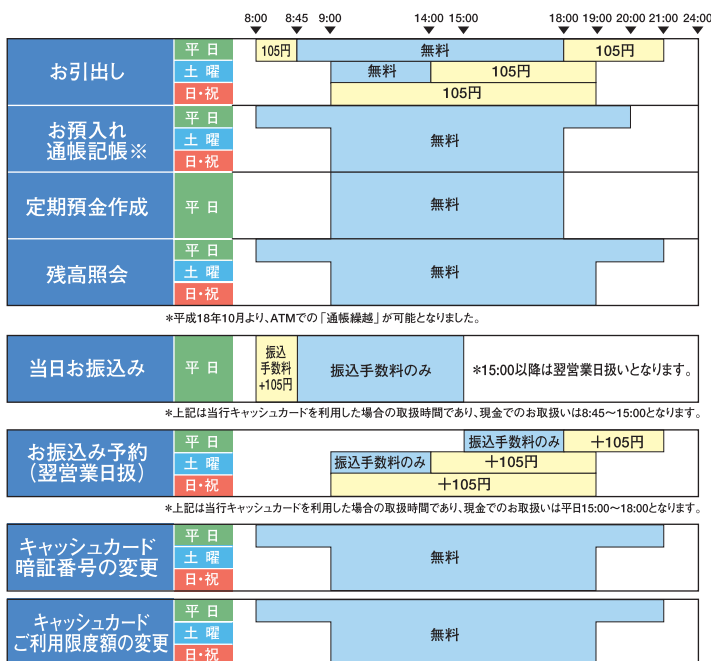 8:00 8:45 9:00 14:00 15:00 18:00 19:00 20:00 21:00 24:00
お引出し
平日 105円 無料 105円
土曜 無料 105円
日・祝 105円
お預入れ
通帳記帳※
平日
土曜 無料
日・祝
定期預金作成 平日 無料
残高照会
平日
土曜 無料
日・祝
*平成18年10月より、ATMでの「通帳繰越」が可能となりました。
当日お振込み 平日
振込
手数料
+105円
振込手数料のみ *15:00以降は翌営業日扱いとなります。
*上記は当行キャッシュカードを利用した場合の取扱時間であり、現金でのお取扱いは8:45～15:00となります。
お振込み予約
(翌営業日扱)
平日 振込手数料のみ +105円
土曜 振込手数料のみ +105円
日・祝 +105円
*上記は当行キャッシュカードを利用した場合の取扱時間であり、現金でのお取扱いは平日15:00～18:00となります。
キャッシュカード
暗証番号の変更
平日
土曜 無料
日・祝
キャッシュカード
ご利用限度額の変更
平日
土曜 無料
日・祝